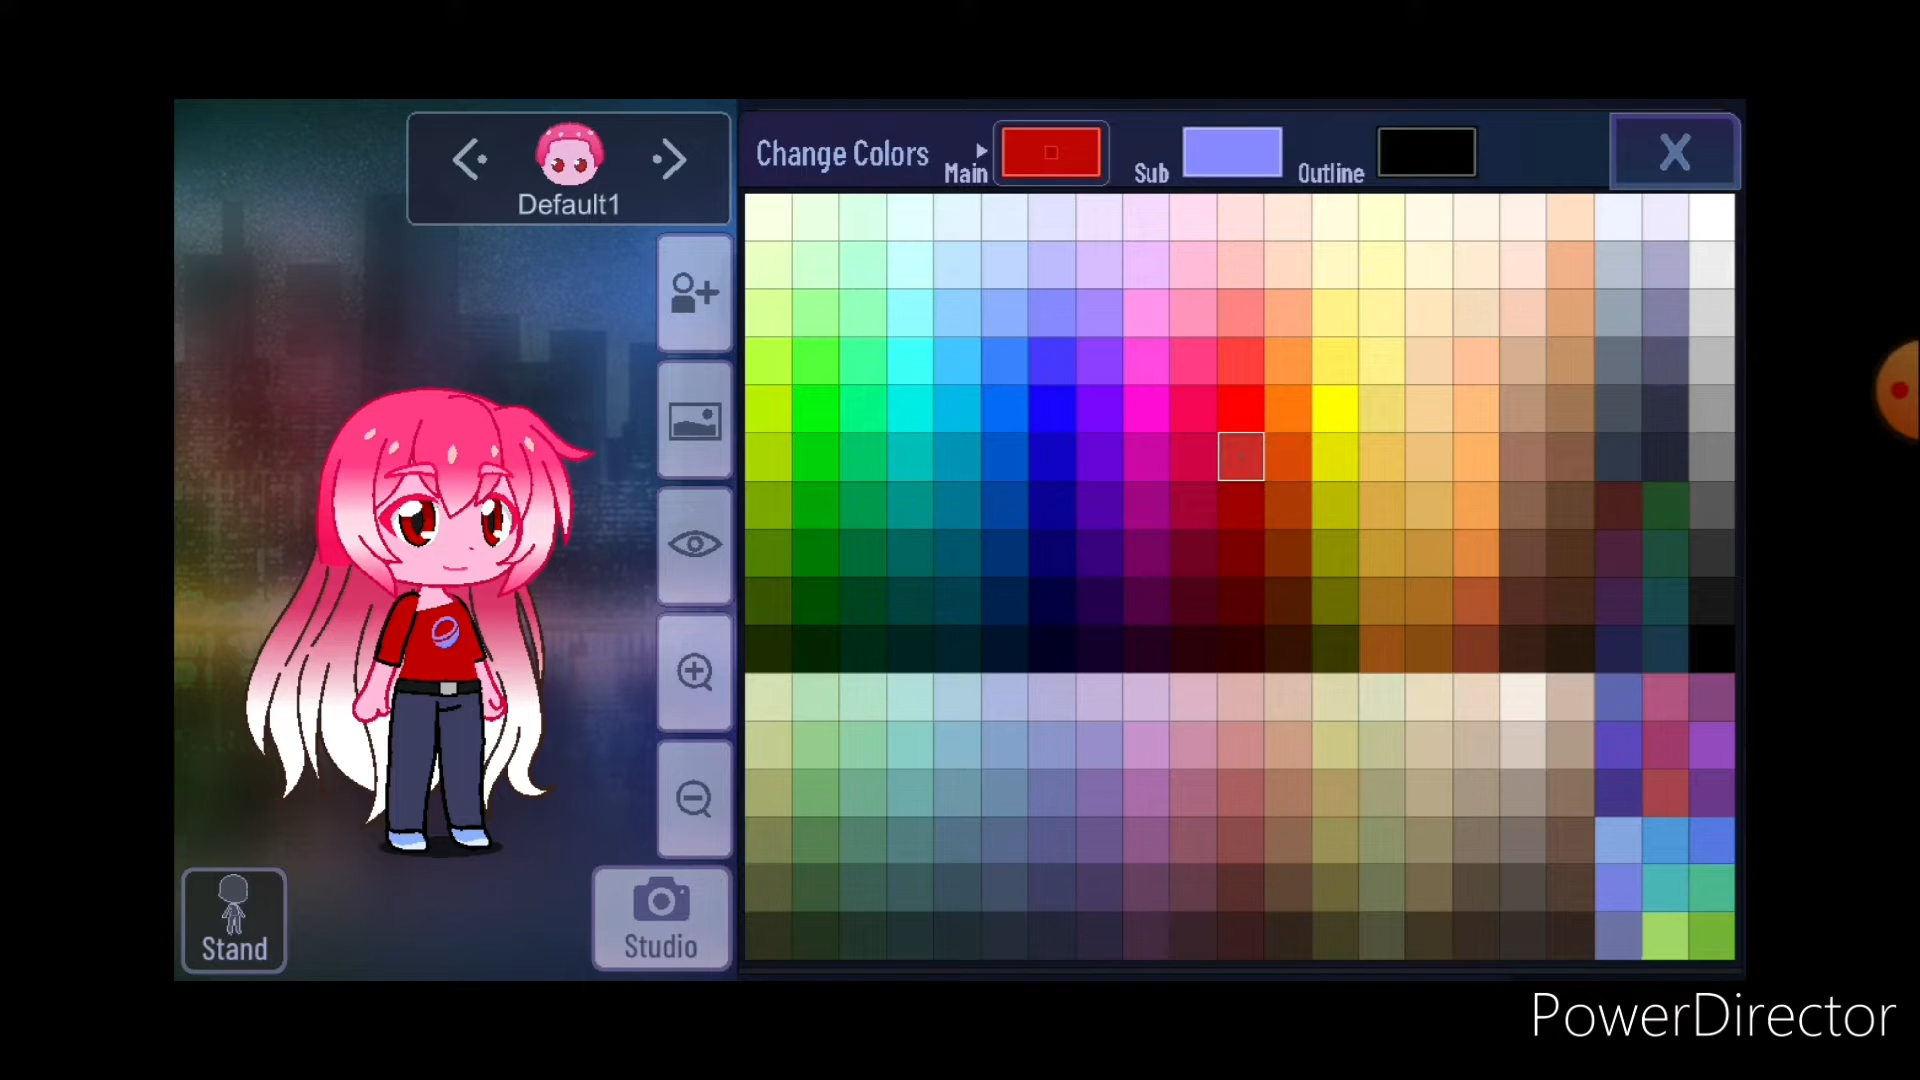 Default1
Change Colors
Main
Sub
Outline
X
Stand
Studio
PowerDirector